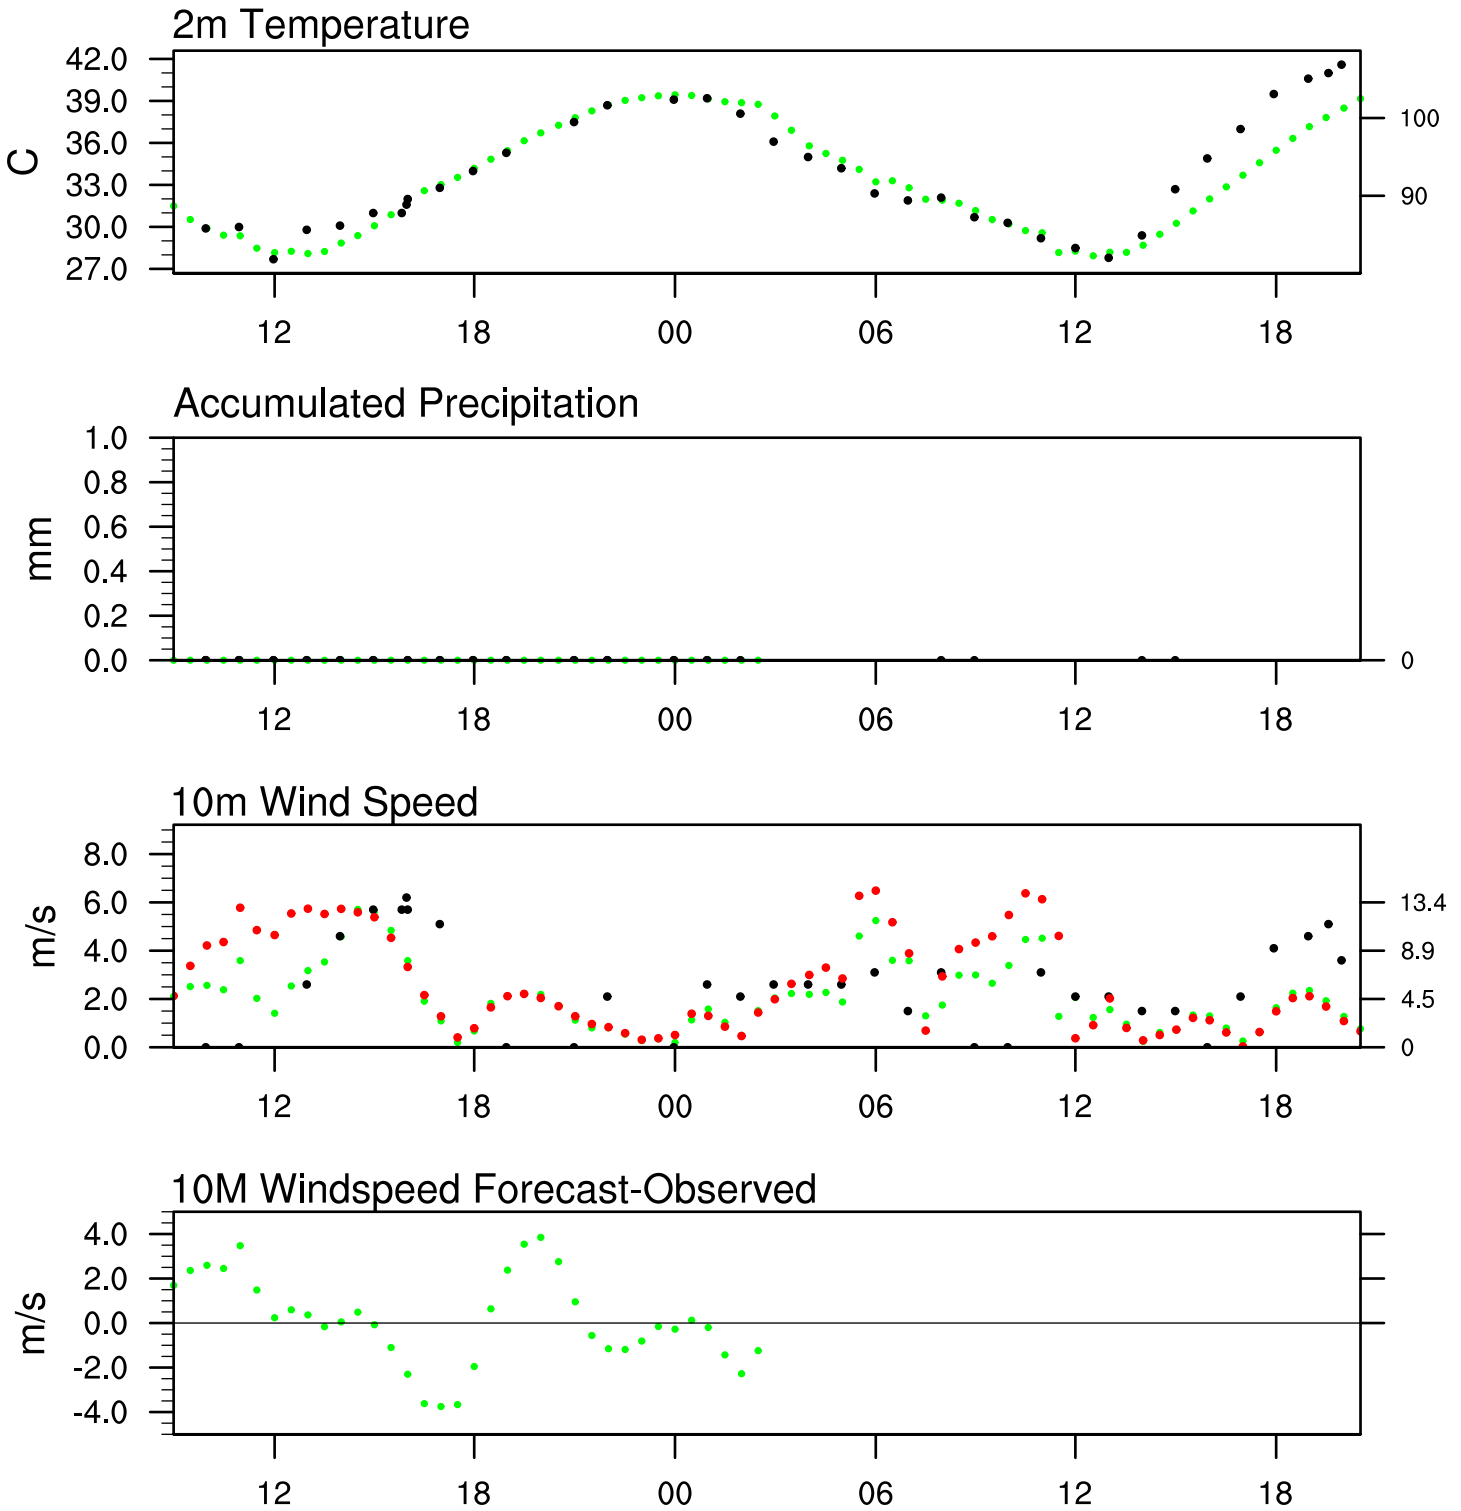 2m Temperature
42.0
39.0
36.0
33.0
30.0
27.0
C
100
90
12 18 00 06 12 18
Accumulated Precipitation
1.0
0.8
0.6
0.4
0.2
0.0
mm
0
12 18 00 06 12 18
10m Wind Speed
8.0
6.0
4.0
2.0
0.0
m/s
13.4
8.9
4.5
0
12 18 00 06 12 18
10M Windspeed Forecast-Observed
4.0
2.0
0.0
-2.0
-4.0
m/s
12 18 00 06 12 18